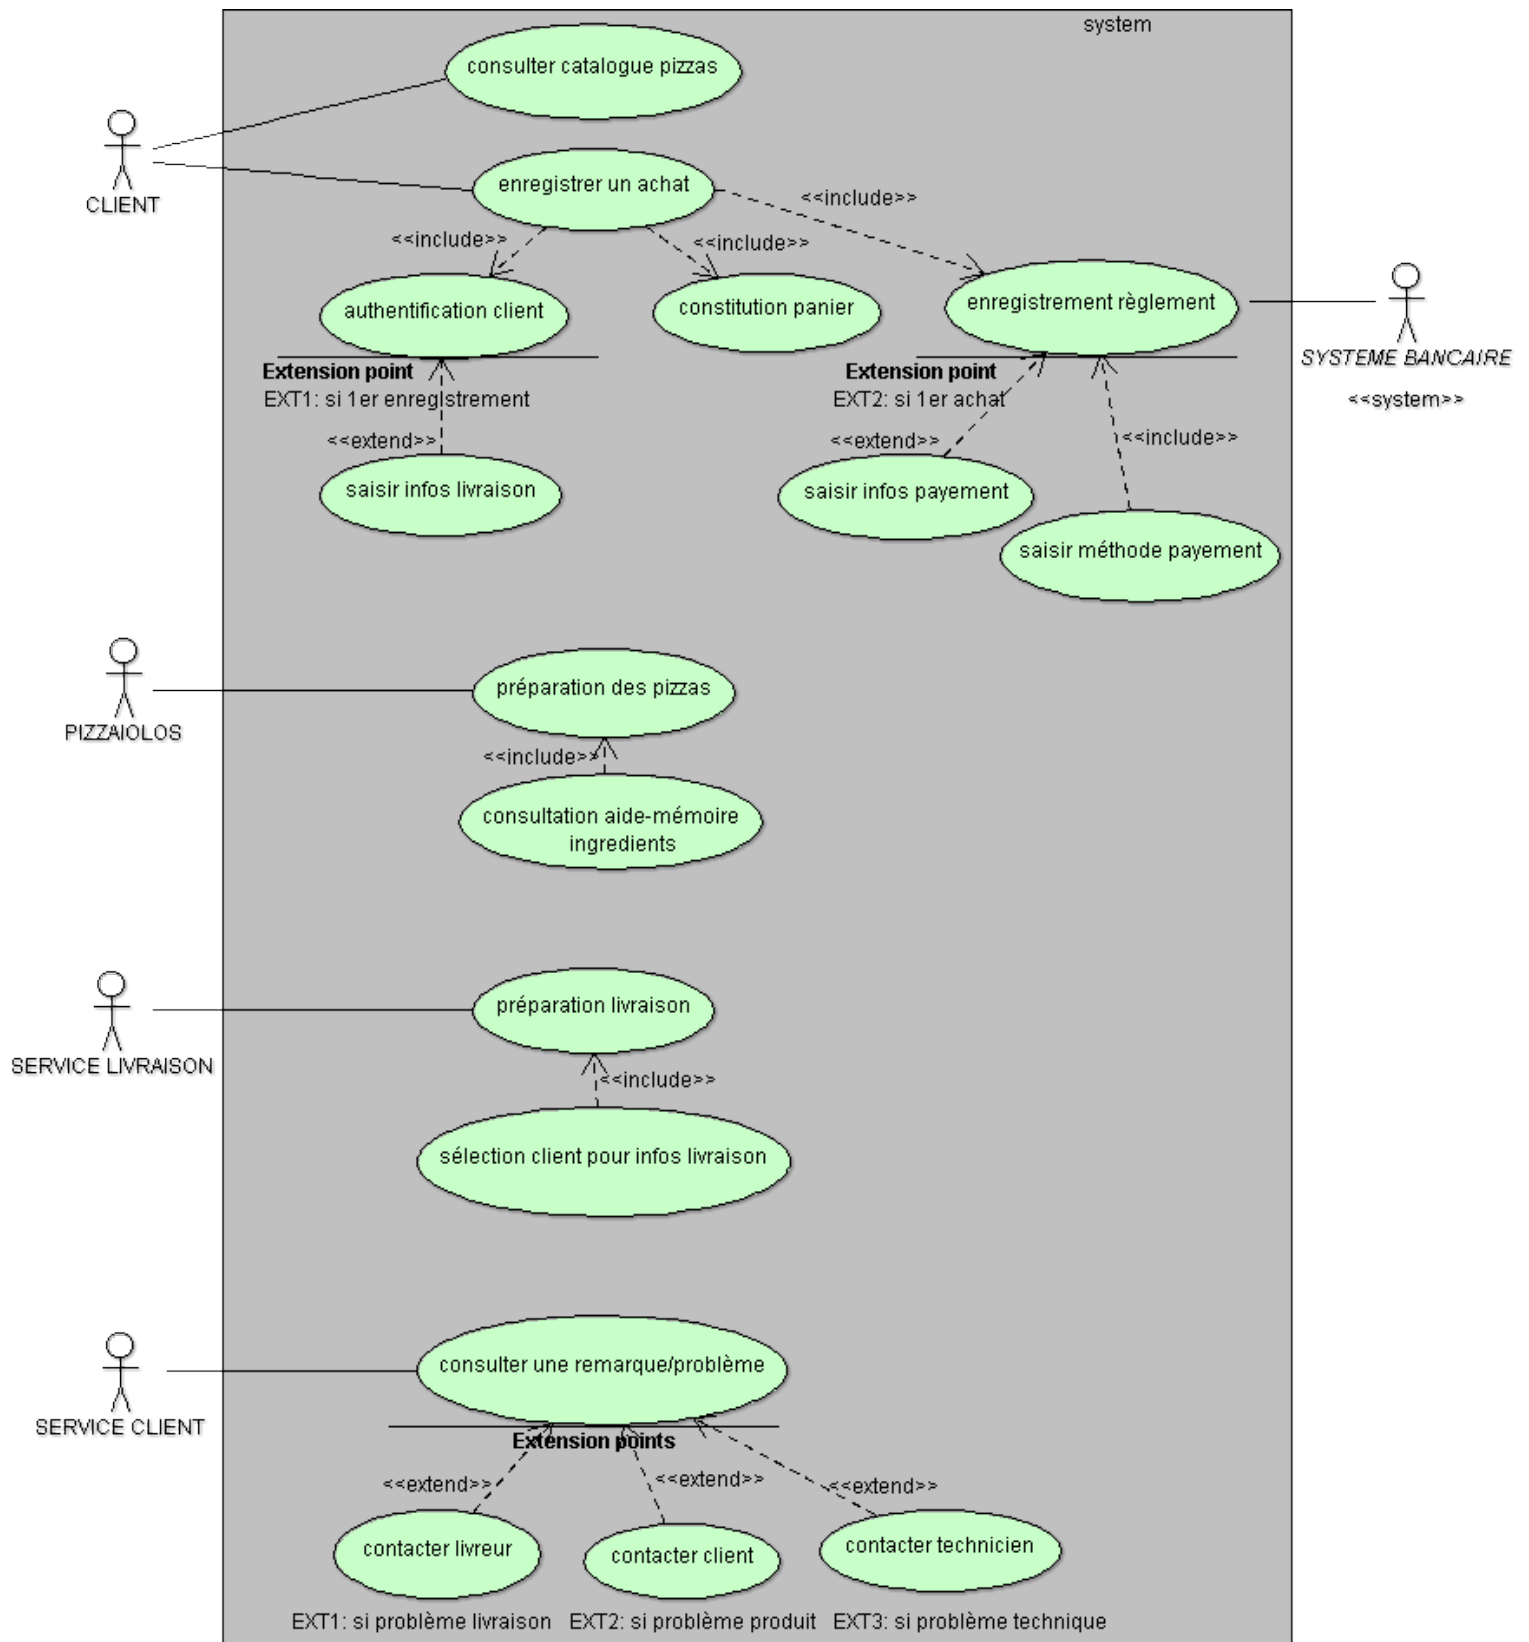 system
consulter catalogue pizzas
CLIENT
enregistrer un achat
<<include>>
<<include>>
<<include>>
authentification client
constitution panier
enregistrement règlement
SYSTEME BANCAIRE
<<system>>
Extension point
EXT1: si 1er enregistrement
Extension point
EXT2: si 1er achat
<<extend>>
<<extend>>
<<include>>
saisir infos livraison
saisir infos payement
saisir méthode payement
PIZZAIOLOS
préparation des pizzas
<<include>>
consultation aide-mémoire
ingredients
SERVICE LIVRAISON
préparation livraison
<<include>>
sélection client pour infos livraison
SERVICE CLIENT
consulter une remarque/problème
Extension points
<<extend>>
<<extend>>
<<extend>>
contacter livreur
contacter client
contacter technicien
EXT1: si problème livraison
EXT2: si problème produit
EXT3: si problème technique